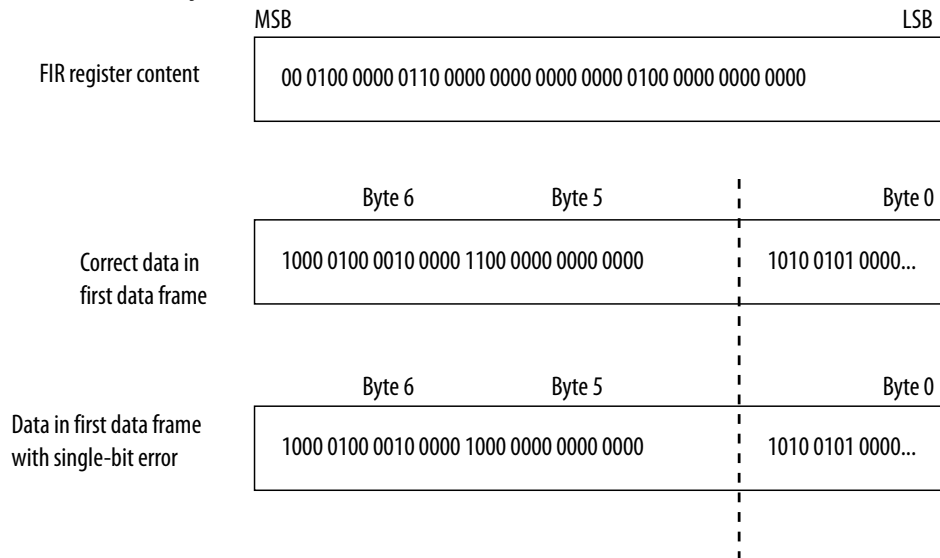 MSB LSB
FIR register content
00 0100 0000 0110 0000 0000 0000 0000 0100 0000 0000 0000
Byte 6 Byte 5 Byte 0
Correct data in
first data frame
1000 0100 0010 0000 1100 0000 0000 0000 1010 0101 0000...
Byte 6 Byte 5 Byte 0
Data in first data frame
with single-bit error
1000 0100 0010 0000 1000 0000 0000 0000 1010 0101 0000...